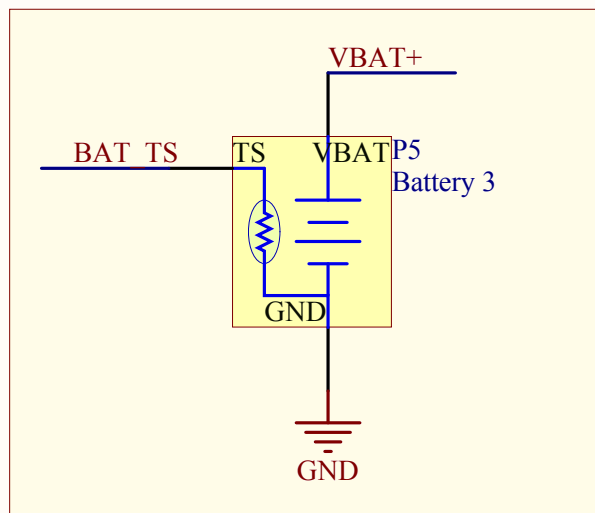 VBAT+
BAT_TS
TS
VBAT
P5
Battery 3
GND
GND